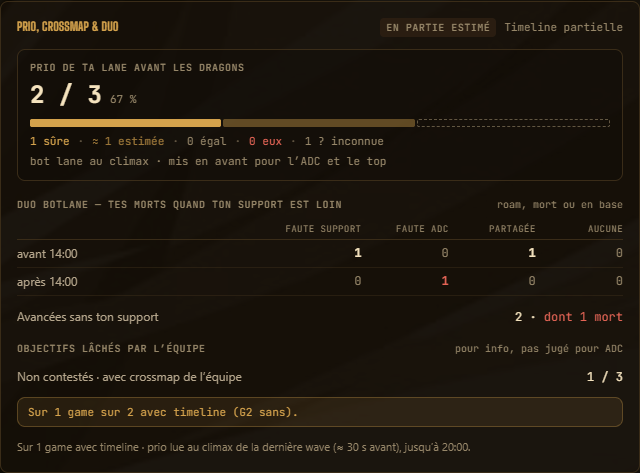 PRIO, CROSSMAP & DUO
EN PARTIE ESTIMÉ Timeline partielle
PRIO DE TA LANE AVANT LES DRAGONS
2 / 3 67 %
1 sûre · ≈ 1 estimée · 0 égal · 0 eux · 1 ? inconnue
bot lane au climax · mis en avant pour l’ADC et le top
DUO BOTLANE — TES MORTS QUAND TON SUPPORT EST LOIN roam, mort ou en base
FAUTE SUPPORT FAUTE ADC PARTAGÉE AUCUNE
avant 14:00 1 0 1 0
après 14:00 0 1 0 0
Avancées sans ton support 2 · dont 1 mort
OBJECTIFS LÂCHÉS PAR L’ÉQUIPE pour info, pas jugé pour ADC
Non contestés · avec crossmap de l’équipe 1 / 3
Sur 1 game sur 2 avec timeline (G2 sans).
Sur 1 game avec timeline · prio lue au climax de la dernière wave (≈ 30 s avant), jusqu’à 20:00.